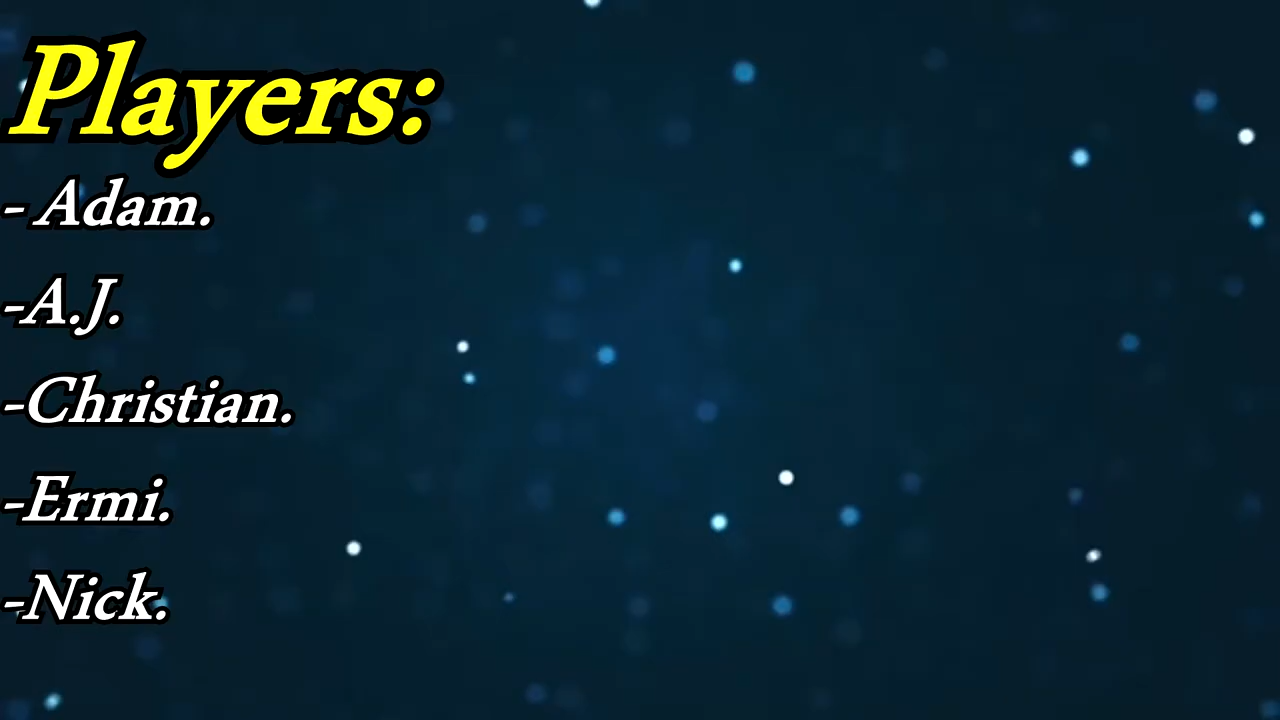 Players:
- Adam.
-A.J.
-Christian.
-Ermi.
-Nick.